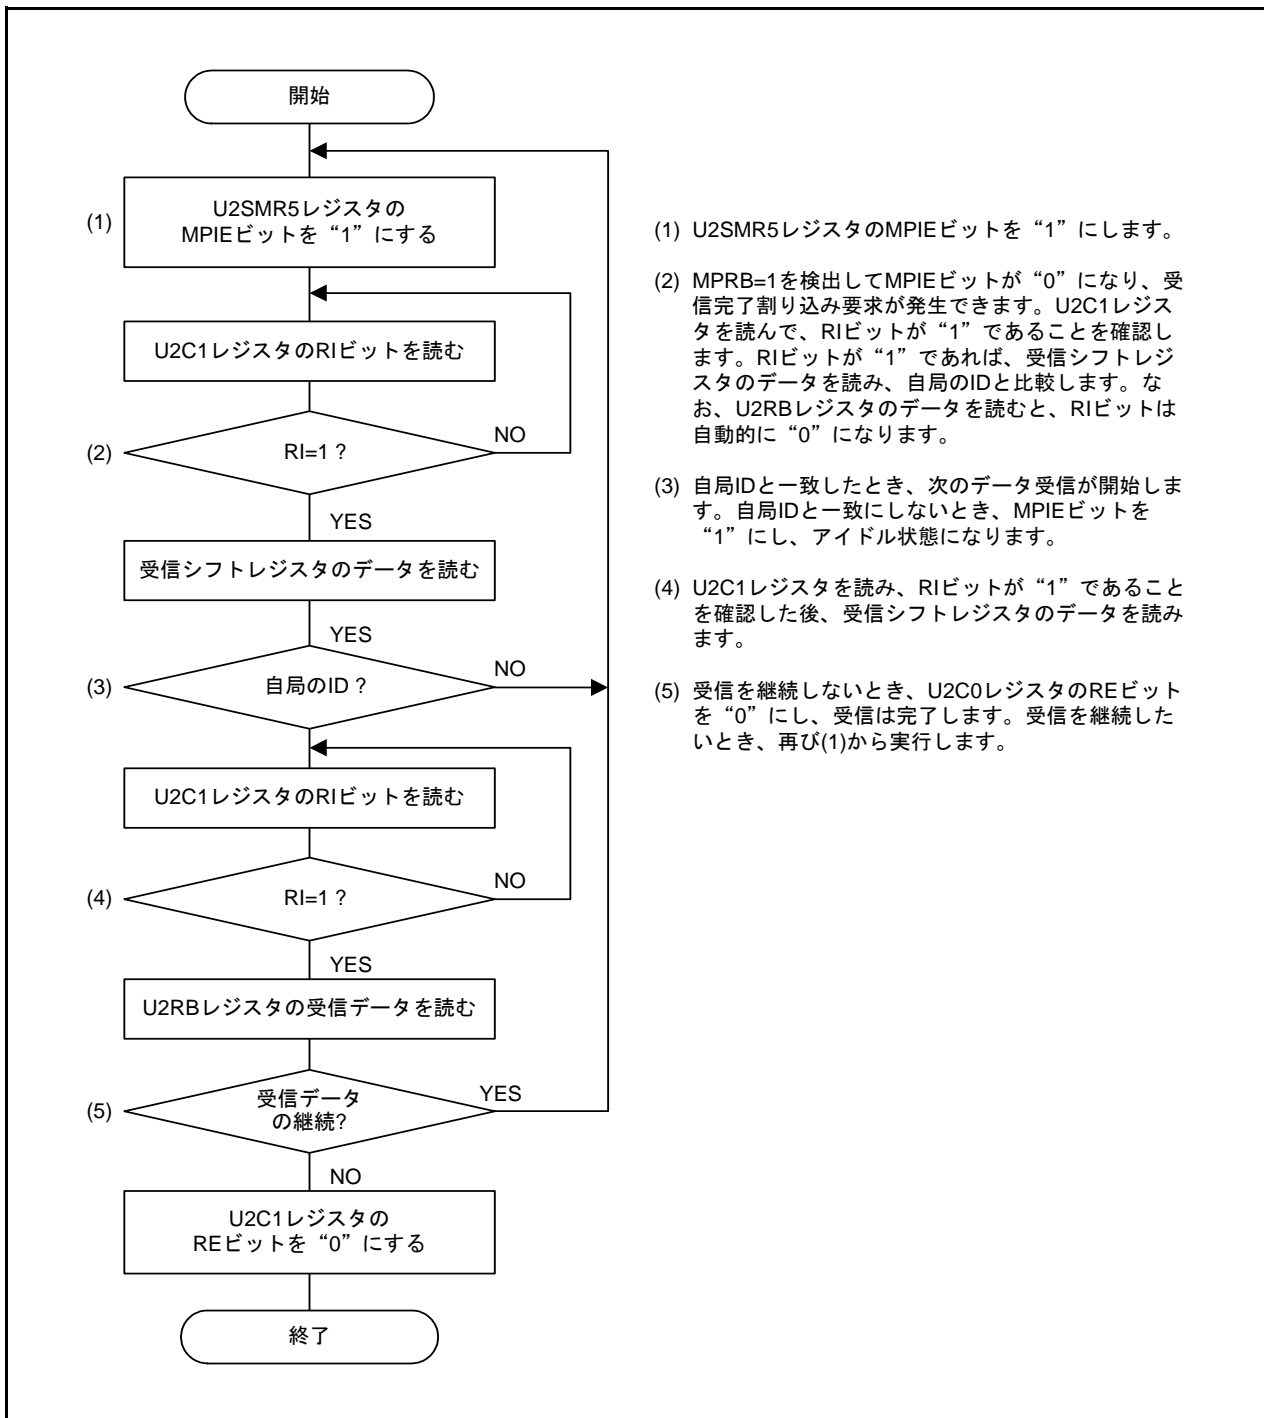 開始
(1)
U2SMR5レジスタの
MPIEビットを“1”にする
U2C1レジスタのRIビットを読む
(2)
RI=1 ?
NO
YES
受信シフトレジスタのデータを読む
YES
(3)
自局のID ?
NO
U2C1レジスタのRIビットを読む
(4)
RI=1 ?
NO
YES
U2RBレジスタの受信データを読む
(5)
受信データ
の継続?
YES
NO
U2C1レジスタの
REビットを“0”にする
終了
(1) U2SMR5レジスタのMPIEビットを“1”にします。
(2) MPRB=1を検出してMPIEビットが“0”になり、受
信完了割り込み要求が発生できます。U2C1レジス
タを読んで、RIビットが“1”であることを確認し
ます。RIビットが“1”であれば、受信シフトレジ
スタのデータを読み、自局のIDと比較します。な
お、U2RBレジスタのデータを読むと、RIビットは
自動的に“0”になります。
(3) 自局IDと一致したとき、次のデータ受信が開始しま
す。自局IDと一致にしないとき、MPIEビットを
“1”にし、アイドル状態になります。
(4) U2C1レジスタを読み、RIビットが“1”であること
を確認した後、受信シフトレジスタのデータを読み
ます。
(5) 受信を継続しないとき、U2C0レジスタのREビット
を“0”にし、受信は完了します。受信を継続した
いとき、再び(1)から実行します。